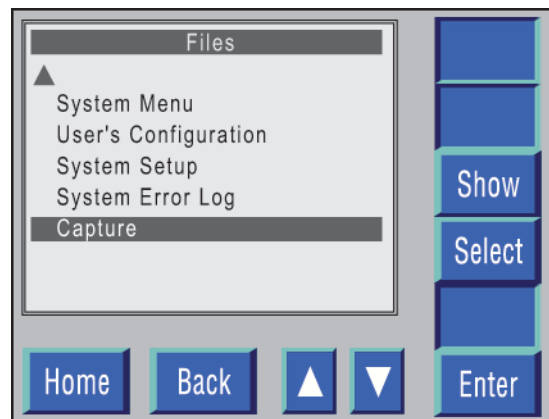 Files
System Menu
User's Configuration
System Setup
System Error Log
Capture
Show
Select
Home
Back
Enter